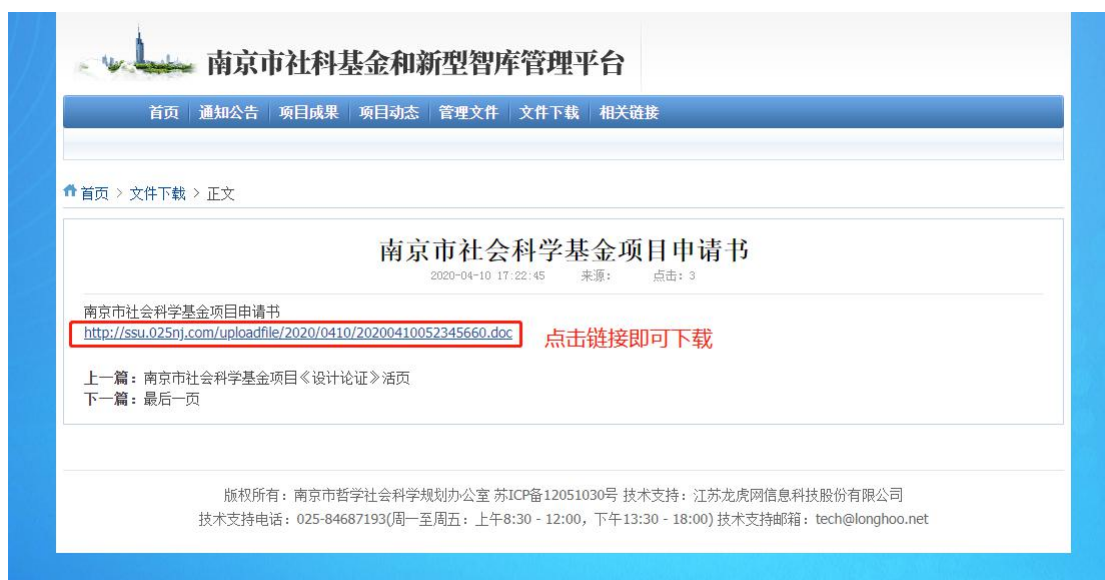 南京市社科基金和新型智库管理平台
首页 通知公告 项目成果 项目动态 管理文件 文件下载 相关链接
首页 > 文件下载 > 正文
南京市社会科学基金项目申请书
2020-04-10 17:22:45 来源: 点击: 3
南京市社会科学基金项目申请书
http://ssu.025nj.com/uploadfile/2020/0410/20200410052345660.doc 点击链接即可下载
上一篇：南京市社会科学基金项目《设计论证》活页
下一篇：最后一页
版权所有：南京市哲学社会科学规划办公室 苏ICP备12051030号 技术支持：江苏龙虎网信息科技股份有限公司
技术支持电话：025-84687193(周一至周五：上午8:30 - 12:00，下午13:30 - 18:00) 技术支持邮箱：tech@longhoo.net